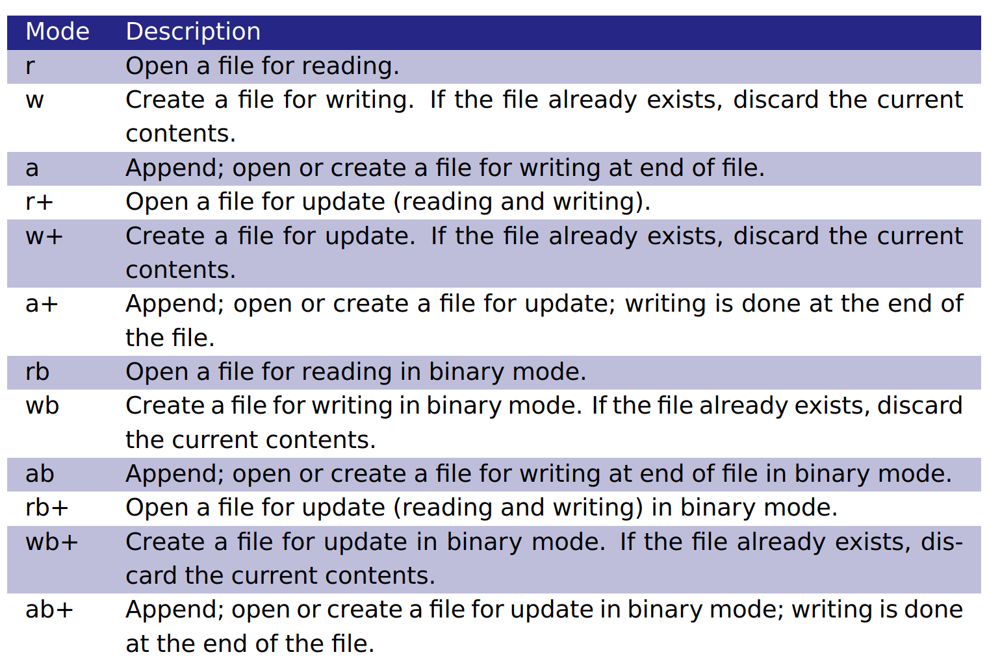 Mode Description
r Open a file for reading.
w Create a file for writing. If the file already exists, discard the current
contents.
a Append; open or create a file for writing at end of file.
r+ Open a file for update (reading and writing).
w+ Create a file for update. If the file already exists, discard the current
contents.
a+ Append; open or create a file for update; writing is done at the end of
the file.
rb Open a file for reading in binary mode.
wb Create a file for writing in binary mode. If the file already exists, discard
the current contents.
ab Append; open or create a file for writing at end of file in binary mode.
rb+ Open a file for update (reading and writing) in binary mode.
wb+ Create a file for update in binary mode. If the file already exists, dis-
card the current contents.
ab+ Append; open or create a file for update in binary mode; writing is done
at the end of the file.